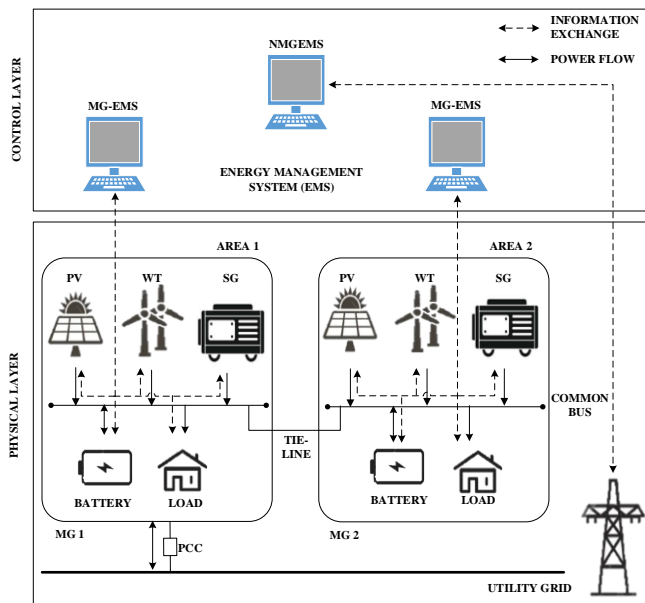 INFORMATION
EXCHANGE
POWER FLOW
NMGEMS
MG-EMS
MG-EMS
ENERGY MANAGEMENT
SYSTEM (EMS)
CONTROL LAYER
PHYSICAL LAYER
AREA 1
PV
WT
SG
BATTERY
LOAD
MG 1
AREA 2
PV
WT
SG
BATTERY
LOAD
MG 2
TIE-
LINE
COMMON
BUS
PCC
UTILITY GRID